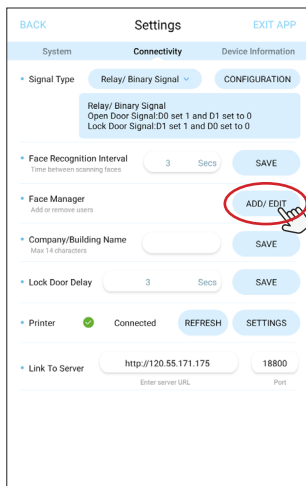 BACK Settings EXIT APP
System Connectivity Device Information
Signal Type Relay/ Binary Signal CONFIGURATION
Relay/ Binary Signal
Open Door Signal:D0 set 1 and D1 set to 0
Lock Door Signal:D1 set 1 and D0 set to 0
Face Recognition Interval 3 Secs SAVE
Time between scanning faces
Face Manager ADD/ EDIT
Add or remove users
Company/Building Name SAVE
Max 14 characters
Lock Door Delay 3 Secs SAVE
Printer Connected REFRESH SETTINGS
Link To Server http://120.55.171.175 18800
Enter server URL Port